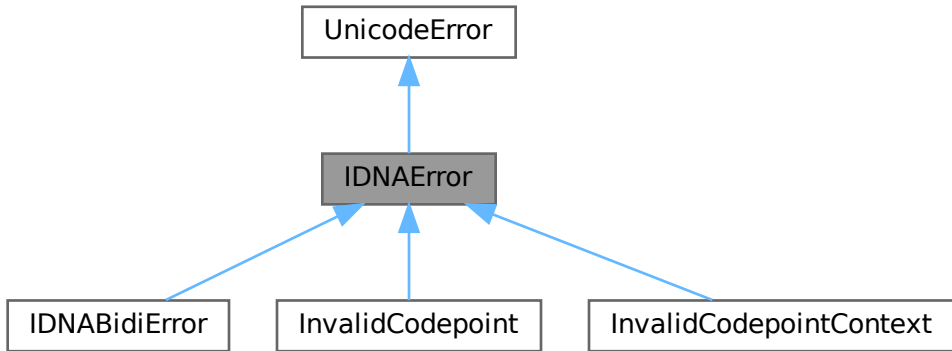 UnicodeError
IDNAError
IDNABidiError
InvalidCodepoint
InvalidCodepointContext